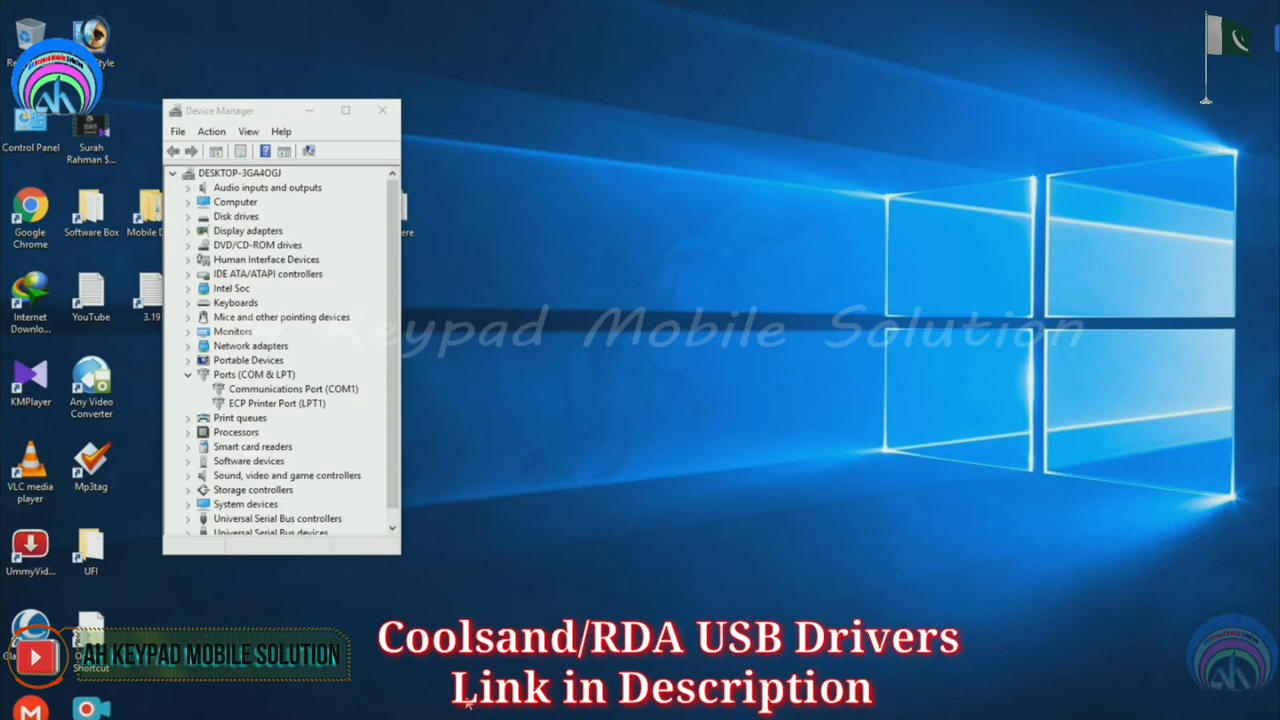 Style
Control Panel
Surah
Rahman $...
Google
Chrome
Software Box
Mobile D
Internet
Downlo...
YouTube
3.19
KMPlayer
Any Video
Converter
VLC media
player
Mp3tag
UmmyVid...
UFI
Shortcut
Device Manager
File Action View Help
DESKTOP-3GA4OGJ
Audio inputs and outputs
Computer
Disk drives
Display adapters
DVD/CD-ROM drives
Human Interface Devices
IDE ATA/ATAPI controllers
Intel Soc
Keyboards
Mice and other pointing devices
Monitors
Network adapters
Portable Devices
Ports (COM & LPT)
Communications Port (COM1)
ECP Printer Port (LPT1)
Print queues
Processors
Smart card readers
Software devices
Sound, video and game controllers
Storage controllers
System devices
Universal Serial Bus controllers
Universal Serial Bus devices
Keypad Mobile Solution
AH KEYPAD MOBILE SOLUTION
Coolsand/RDA USB Drivers
Link in Description